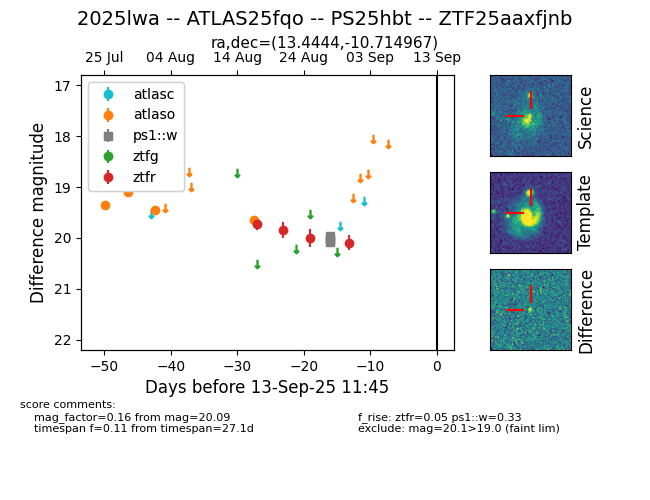 2025lwa -- ATLAS25fqo -- PS25hbt -- ZTF25aaxfjnb
ra,dec=(13.4444,-10.714967)
25 Jul 04 Aug 14 Aug 24 Aug 03 Sep 13 Sep
atlasc
atlaso
ps1::w
ztfg
ztfr
17
18
19
20
21
22
Difference magnitude
−50 −40 −30 −20 −10 0
Days before 13-Sep-25 11:45
Science
Template
Difference
score comments:
mag_factor=0.16 from mag=20.09
timespan f=0.11 from timespan=27.1d
f_rise: ztfr=0.05 ps1::w=0.33
exclude: mag=20.1>19.0 (faint lim)